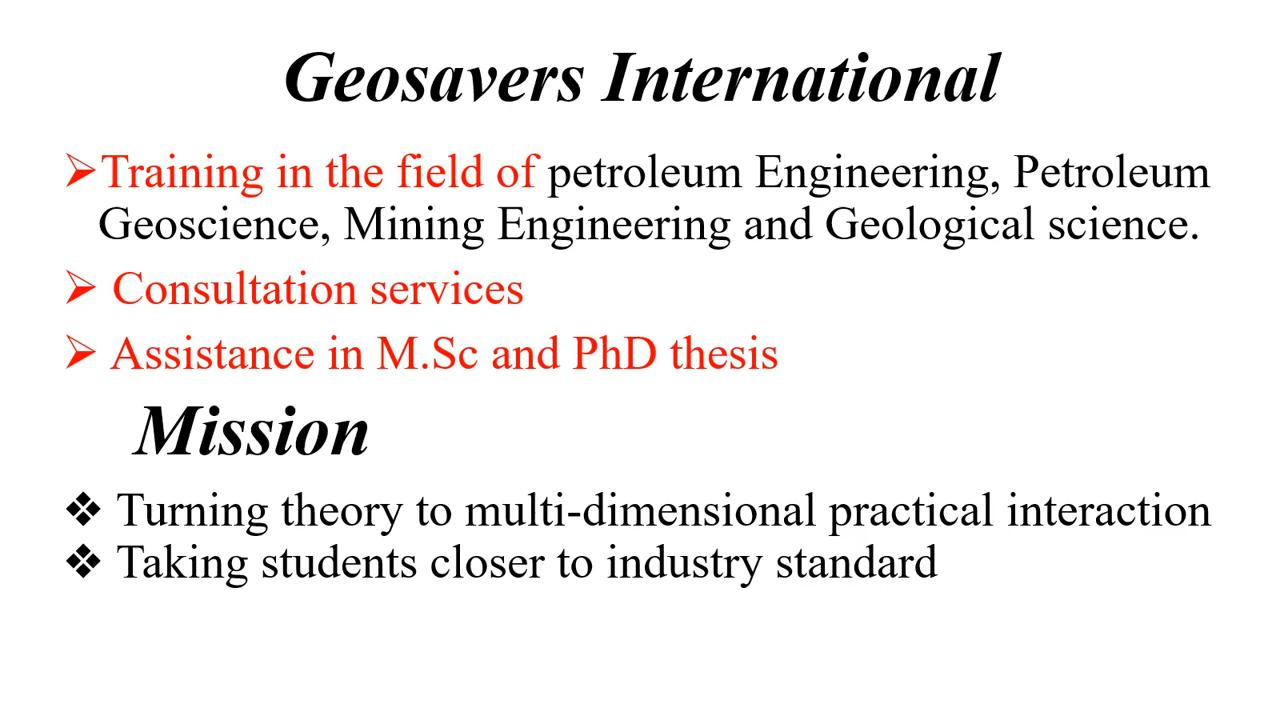 Geosavers International
➢Training in the field of petroleum Engineering, Petroleum
Geoscience, Mining Engineering and Geological science.
➢ Consultation services
➢ Assistance in M.Sc and PhD thesis
Mission
❖ Turning theory to multi-dimensional practical interaction
❖ Taking students closer to industry standard